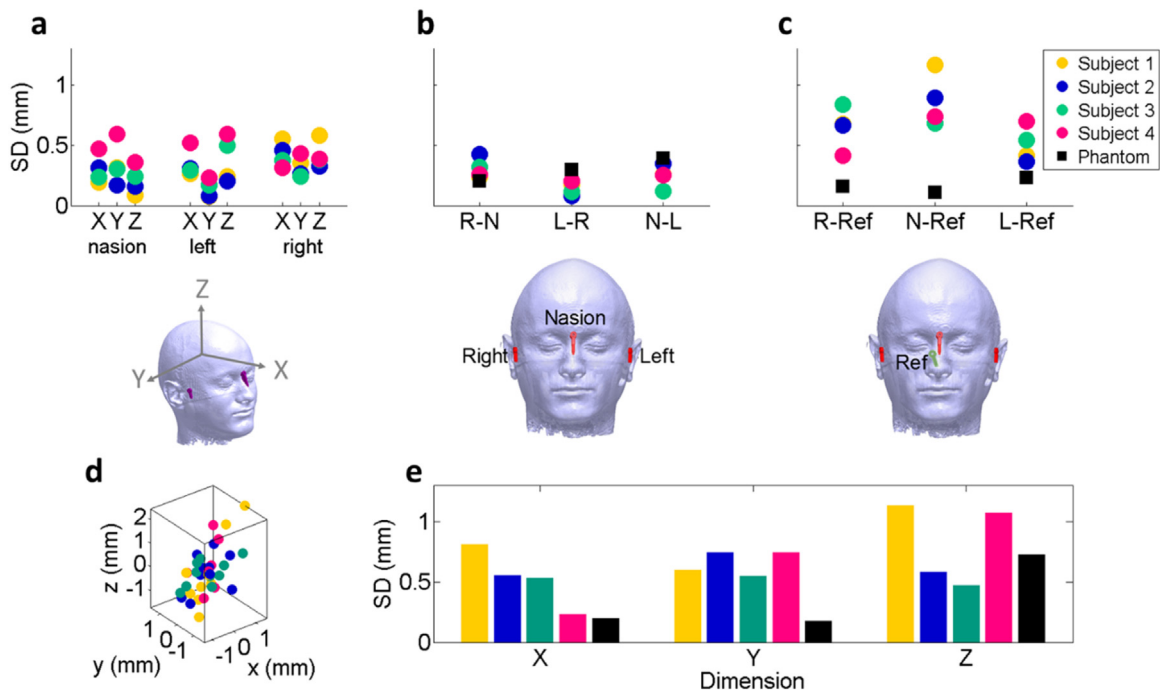 a
SD (mm)
1
0.5
0
X Y Z X Y Z X Y Z
nasion left right
b
R-N L-R N-L
c
R-Ref N-Ref L-Ref
Subject 1
Subject 2
Subject 3
Subject 4
Phantom
Z
Y
X
Nasion
Right
Left
Ref
d
z (mm)
2
1
0
-1
1
0
-1
y (mm)
-1
0
1
x (mm)
e
SD (mm)
1
0.5
0
X Y Z
Dimension